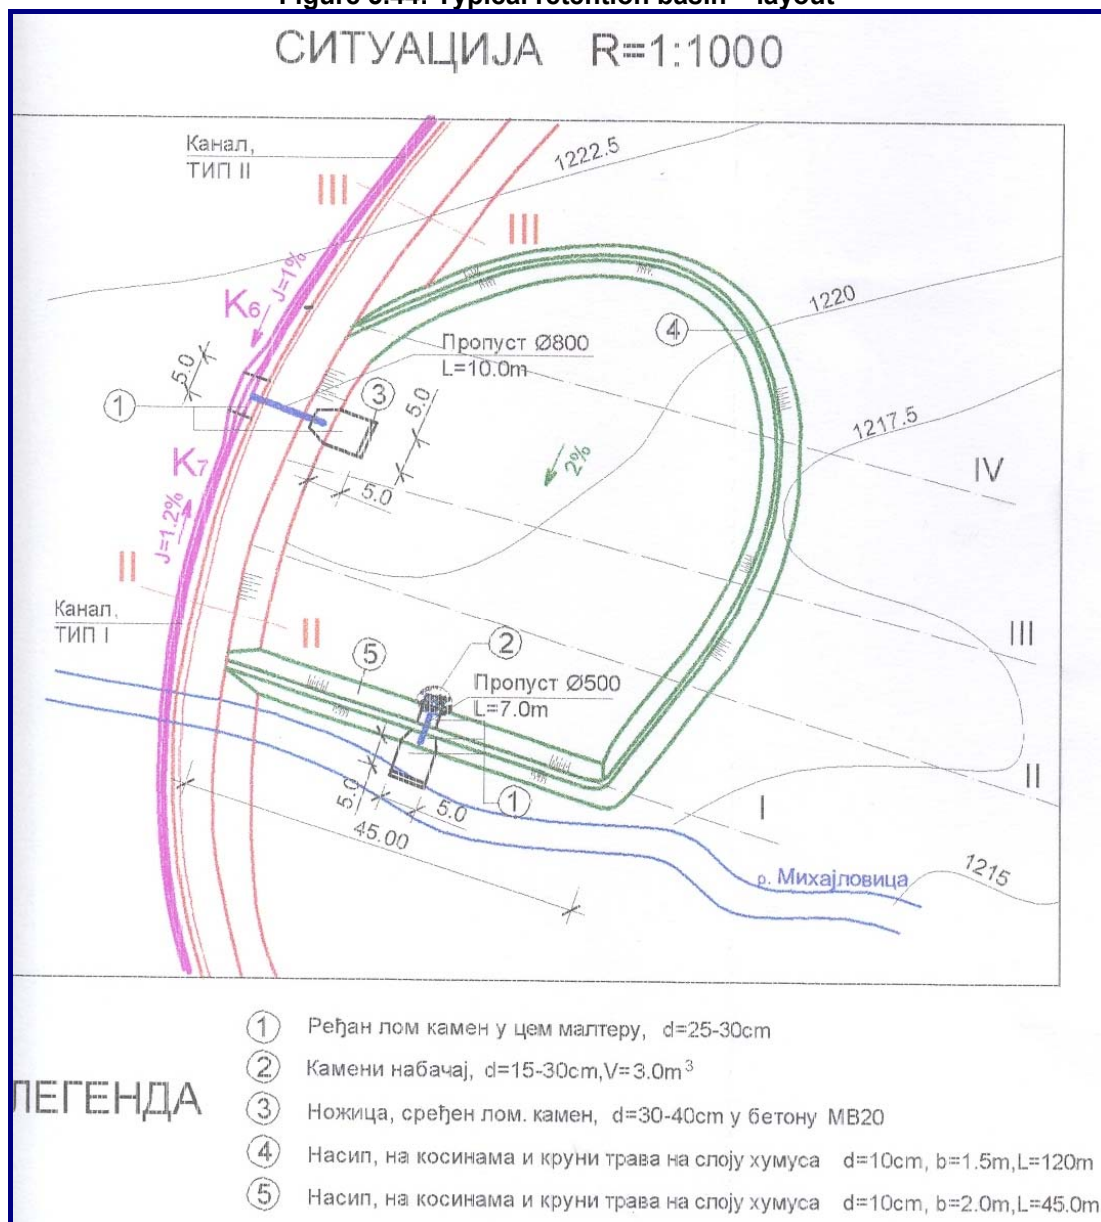 Figure 5.44: Typical retention basin – layout
СИТУАЦИЈА R=1:1000
Канал,
ТИП II
III
III
1222.5
J=1%
K6
1220
4
Пропуст Ø800
L=10.0m
5.0
1
3
5.0
1217.5
K7
2%
IV
5.0
J=1.2%
II
Канал,
ТИП I
II
III
5
2
Пропуст Ø500
L=7.0m
II
5.0
5.0
1
I
45.00
р. Михајловица
1215
1 Ређан лом камен у цем малтеру, d=25-30cm
2 Камени набачај, d=15-30cm,V=3.0m³
ЛЕГЕНДА
3 Ножица, сређен лом. камен, d=30-40cm у бетону МВ20
4 Насип, на косинама и круни трава на слоју хумуса d=10cm, b=1.5m,L=120m
5 Насип, на косинама и круни трава на слоју хумуса d=10cm, b=2.0m,L=45.0m